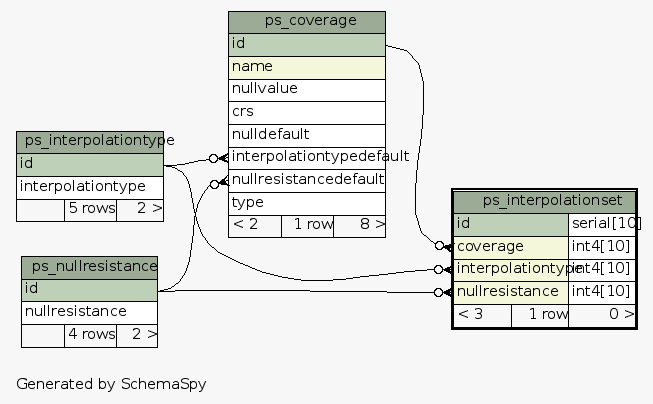 ps_coverage
id
name
nullvalue
crs
nulldefault
interpolationtypedefault
nullresistancedefault
type
< 2 1 row 8 >
ps_interpolationtype
id
interpolationtype
5 rows 2 >
ps_nullresistance
id
nullresistance
4 rows 2 >
ps_interpolationset
id serial[10]
coverage int4[10]
interpolationtype int4[10]
nullresistance int4[10]
< 3 1 row 0 >
Generated by SchemaSpy